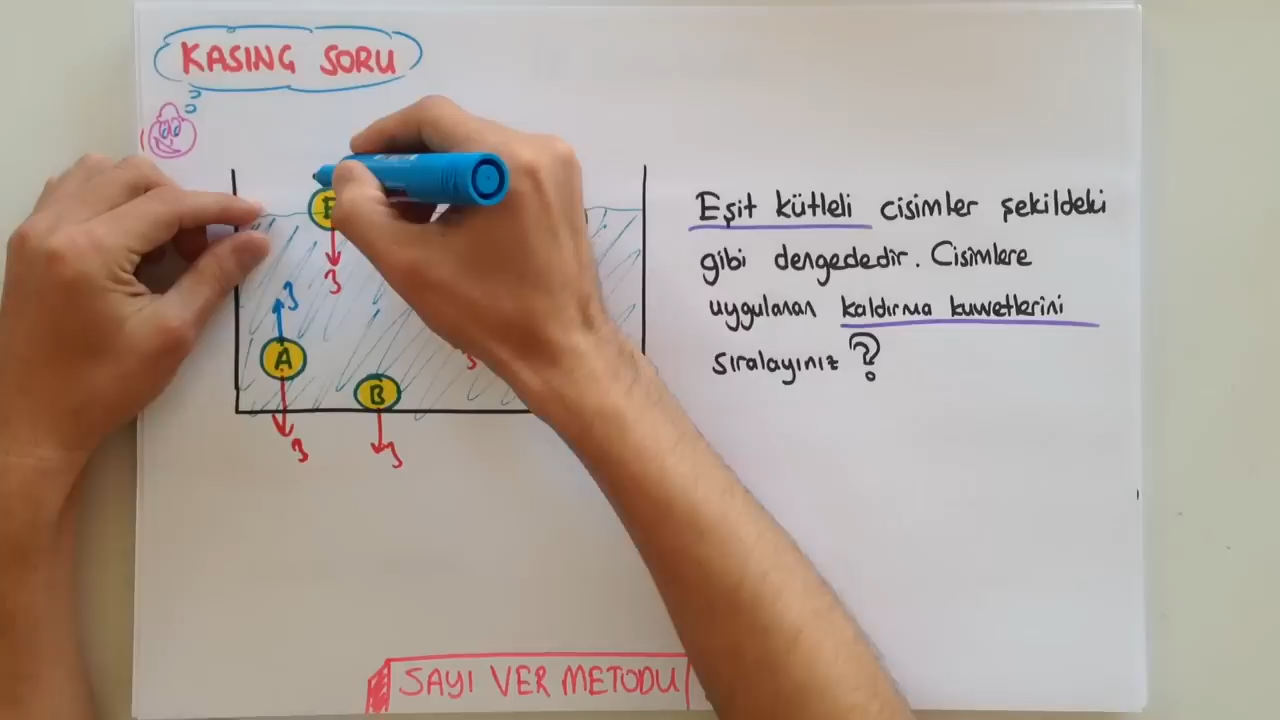 KASING SORU
Eşit kütleli cisimler şekildeki
gibi dengededir. Cisimlere
uygulanan kaldırma kuvvetlerini
sıralayınız ?
3
3
A
B
3
3
3
SAYI VER METODU